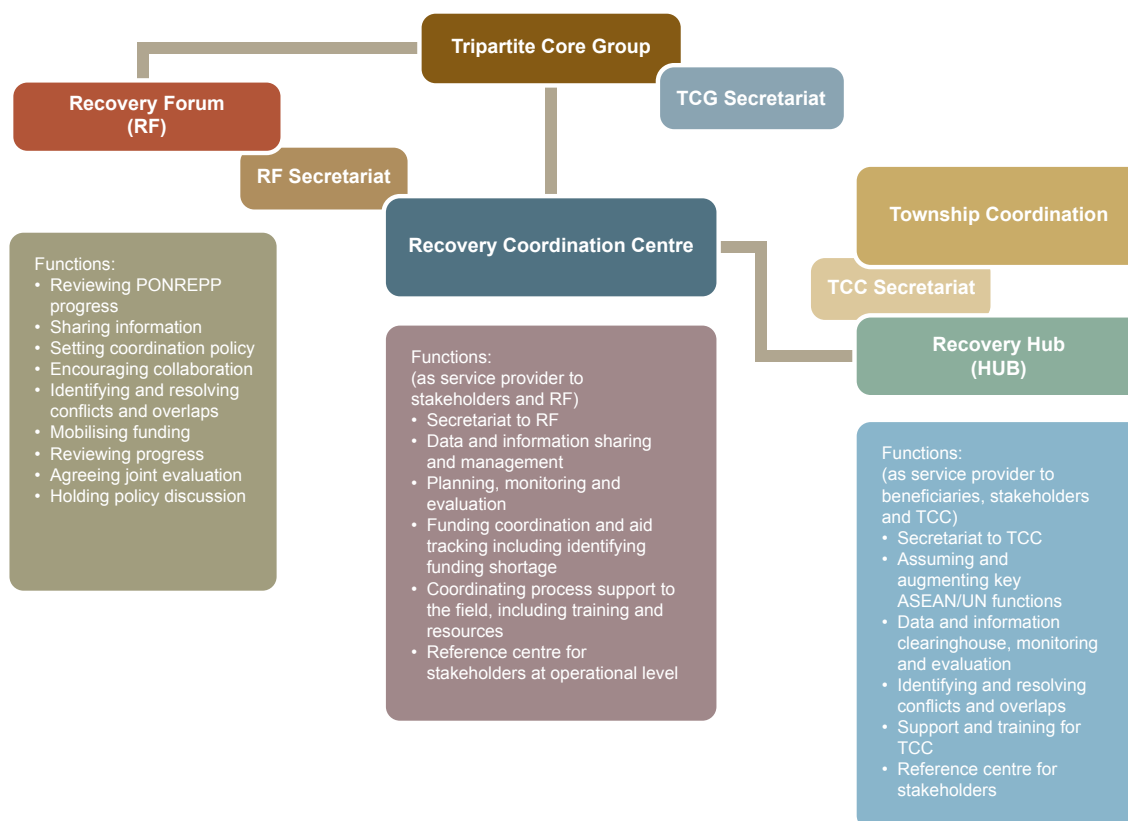 Tripartite Core Group
TCG Secretariat
Recovery Forum
(RF)
RF Secretariat
Recovery Coordination Centre
Township Coordination
TCC Secretariat
Recovery Hub
(HUB)
Functions:
• Reviewing PONREPP
progress
• Sharing information
• Setting coordination policy
• Encouraging collaboration
• Identifying and resolving
conflicts and overlaps
• Mobilising funding
• Reviewing progress
• Agreeing joint evaluation
• Holding policy discussion
Functions:
(as service provider to
stakeholders and RF)
• Secretariat to RF
• Data and information sharing
and management
• Planning, monitoring and
evaluation
• Funding coordination and aid
tracking including identifying
funding shortage
• Coordinating process support to
the field, including training and
resources
• Reference centre for
stakeholders at operational level
Functions:
(as service provider to
beneficiaries, stakeholders
and TCC)
• Secretariat to TCC
• Assuming and
augmenting key
ASEAN/UN functions
• Data and information
clearinghouse, monitoring
and evaluation
• Identifying and resolving
conflicts and overlaps
• Support and training for
TCC
• Reference centre for
stakeholders